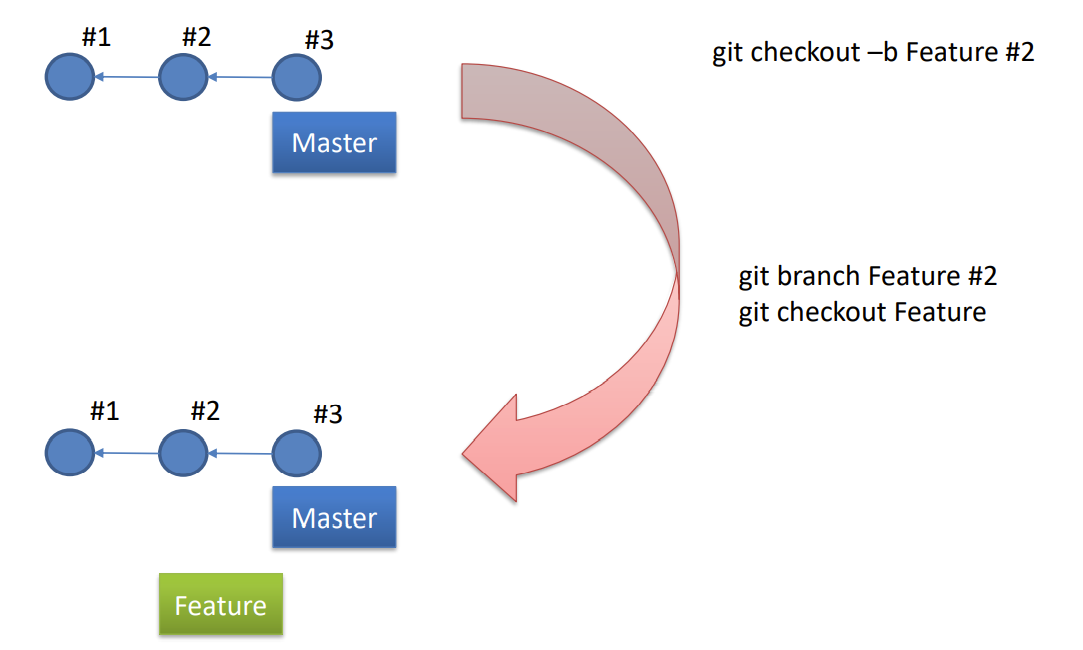 #1 #2 #3
git checkout –b Feature #2
Master
git branch Feature #2
git checkout Feature
#1 #2 #3
Master
Feature